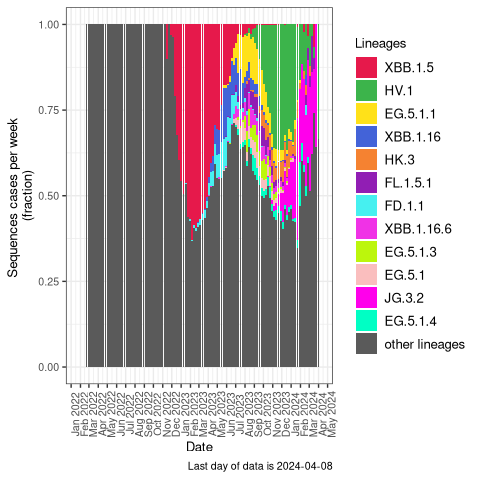 1.00
0.75
0.50
0.25
0.00
Sequences cases per week
(fraction)
Jan 2022
Feb 2022
Mar 2022
Apr 2022
May 2022
Jun 2022
Jul 2022
Aug 2022
Sep 2022
Oct 2022
Nov 2022
Dec 2022
Jan 2023
Feb 2023
Mar 2023
Apr 2023
May 2023
Jun 2023
Jul 2023
Aug 2023
Sep 2023
Oct 2023
Nov 2023
Dec 2023
Jan 2024
Feb 2024
Mar 2024
Apr 2024
May 2024
Date
Last day of data is 2024-04-08
Lineages
XBB.1.5
HV.1
EG.5.1.1
XBB.1.16
HK.3
FL.1.5.1
FD.1.1
XBB.1.16.6
EG.5.1.3
EG.5.1
JG.3.2
EG.5.1.4
other lineages